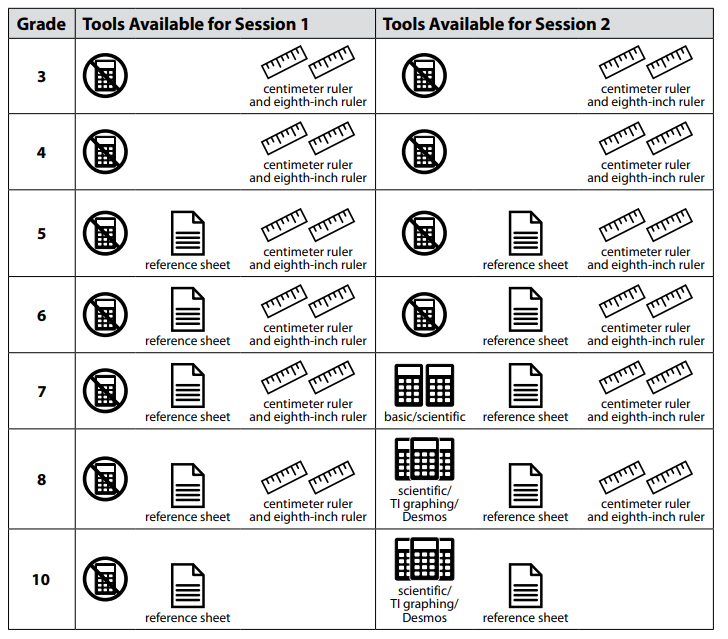 Grade Tools Available for Session 1 Tools Available for Session 2
3
centimeter ruler
and eighth-inch ruler
centimeter ruler
and eighth-inch ruler
4
centimeter ruler
and eighth-inch ruler
centimeter ruler
and eighth-inch ruler
5
reference sheet
centimeter ruler
and eighth-inch ruler
reference sheet
centimeter ruler
and eighth-inch ruler
6
reference sheet
centimeter ruler
and eighth-inch ruler
reference sheet
centimeter ruler
and eighth-inch ruler
7
reference sheet
centimeter ruler
and eighth-inch ruler
basic/scientific
reference sheet
centimeter ruler
and eighth-inch ruler
8
reference sheet
centimeter ruler
and eighth-inch ruler
scientific/
TI graphing/
Desmos
reference sheet
centimeter ruler
and eighth-inch ruler
10
reference sheet
scientific/
TI graphing/
Desmos
reference sheet